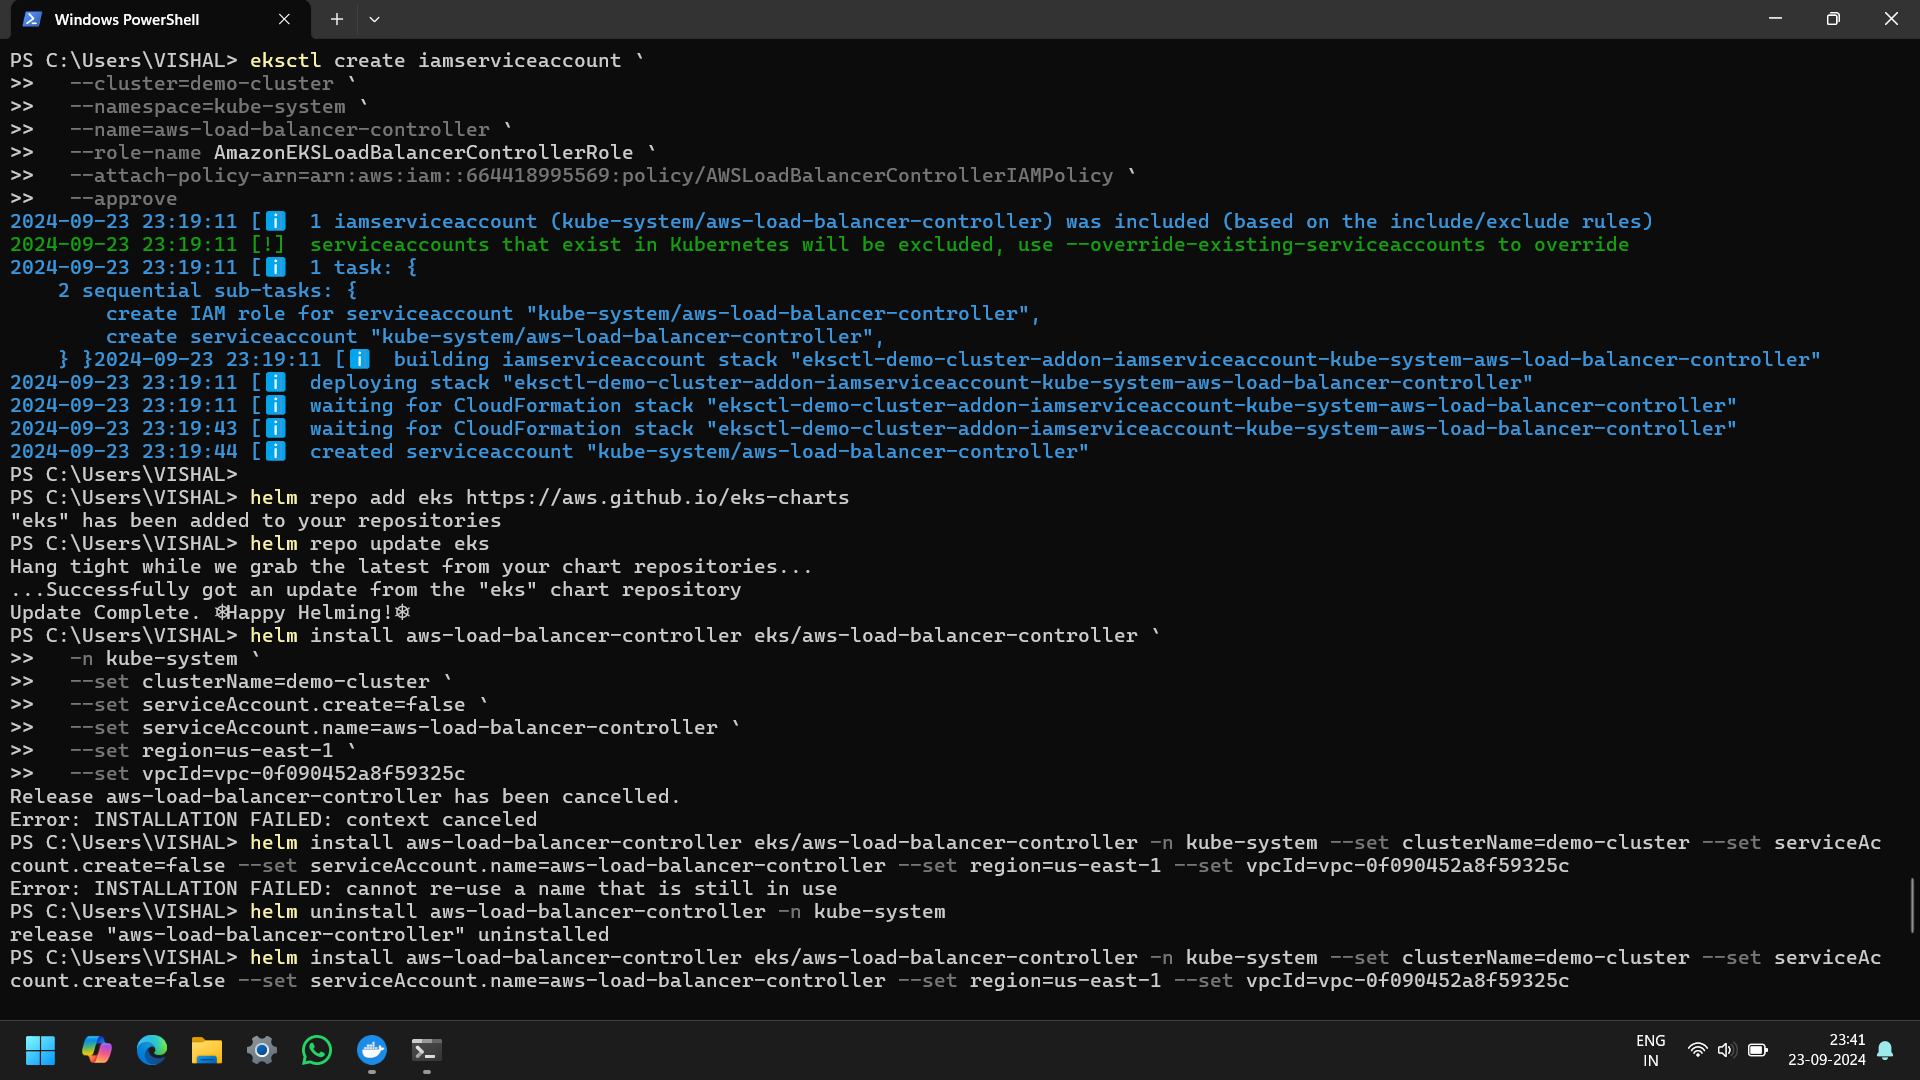 Windows PowerShell
PS C:\Users\VISHAL> eksctl create iamserviceaccount `
>>   --cluster=demo-cluster `
>>   --namespace=kube-system `
>>   --name=aws-load-balancer-controller `
>>   --role-name AmazonEKSLoadBalancerControllerRole `
>>   --attach-policy-arn=arn:aws:iam::664418995569:policy/AWSLoadBalancerControllerIAMPolicy `
>>   --approve
2024-09-23 23:19:11 [ℹ]  1 iamserviceaccount (kube-system/aws-load-balancer-controller) was included (based on the include/exclude rules)
2024-09-23 23:19:11 [!]  serviceaccounts that exist in Kubernetes will be excluded, use --override-existing-serviceaccounts to override
2024-09-23 23:19:11 [ℹ]  1 task: {
    2 sequential sub-tasks: {
        create IAM role for serviceaccount "kube-system/aws-load-balancer-controller",
        create serviceaccount "kube-system/aws-load-balancer-controller",
    } }2024-09-23 23:19:11 [ℹ]  building iamserviceaccount stack "eksctl-demo-cluster-addon-iamserviceaccount-kube-system-aws-load-balancer-controller"
2024-09-23 23:19:11 [ℹ]  deploying stack "eksctl-demo-cluster-addon-iamserviceaccount-kube-system-aws-load-balancer-controller"
2024-09-23 23:19:11 [ℹ]  waiting for CloudFormation stack "eksctl-demo-cluster-addon-iamserviceaccount-kube-system-aws-load-balancer-controller"
2024-09-23 23:19:43 [ℹ]  waiting for CloudFormation stack "eksctl-demo-cluster-addon-iamserviceaccount-kube-system-aws-load-balancer-controller"
2024-09-23 23:19:44 [ℹ]  created serviceaccount "kube-system/aws-load-balancer-controller"
PS C:\Users\VISHAL>
PS C:\Users\VISHAL> helm repo add eks https://aws.github.io/eks-charts
"eks" has been added to your repositories
PS C:\Users\VISHAL> helm repo update eks
Hang tight while we grab the latest from your chart repositories...
...Successfully got an update from the "eks" chart repository
Update Complete. ⎈Happy Helming!⎈
PS C:\Users\VISHAL> helm install aws-load-balancer-controller eks/aws-load-balancer-controller `
>>   -n kube-system `
>>   --set clusterName=demo-cluster `
>>   --set serviceAccount.create=false `
>>   --set serviceAccount.name=aws-load-balancer-controller `
>>   --set region=us-east-1 `
>>   --set vpcId=vpc-0f090452a8f59325c
Release aws-load-balancer-controller has been cancelled.
Error: INSTALLATION FAILED: context canceled
PS C:\Users\VISHAL> helm install aws-load-balancer-controller eks/aws-load-balancer-controller -n kube-system --set clusterName=demo-cluster --set serviceAc
count.create=false --set serviceAccount.name=aws-load-balancer-controller --set region=us-east-1 --set vpcId=vpc-0f090452a8f59325c
Error: INSTALLATION FAILED: cannot re-use a name that is still in use
PS C:\Users\VISHAL> helm uninstall aws-load-balancer-controller -n kube-system
release "aws-load-balancer-controller" uninstalled
PS C:\Users\VISHAL> helm install aws-load-balancer-controller eks/aws-load-balancer-controller -n kube-system --set clusterName=demo-cluster --set serviceAc
count.create=false --set serviceAccount.name=aws-load-balancer-controller --set region=us-east-1 --set vpcId=vpc-0f090452a8f59325c
ENG
IN
23:41
23-09-2024